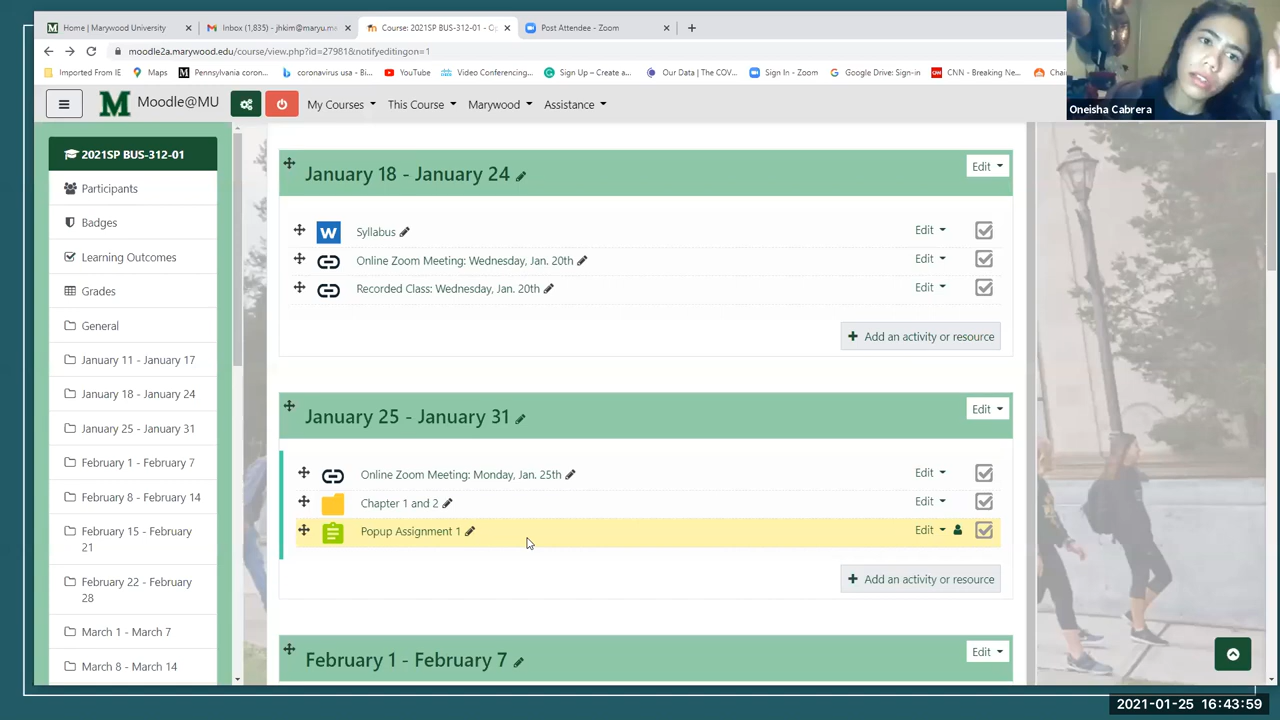 Home | Marywood University
Inbox (1,835) - jhkim@maryu.m
Course: 2021SP BUS-312-01 - O
Post Attendee - Zoom
moodle2a.marywood.edu/course/view.php?id=27981&notifyeditingon=1
Imported From IE
Maps
Pennsylvania coron...
coronavirus usa - Bi...
YouTube
Video Conferencing...
Sign Up – Create a...
Our Data | The COV...
Sign In - Zoom
Google Drive: Sign-in
CNN - Breaking Ne...
Cha
Oneisha Cabrera
M
Moodle@MU
My Courses
This Course
Marywood
Assistance
2021SP BUS-312-01
Participants
Badges
Learning Outcomes
Grades
General
January 11 - January 17
January 18 - January 24
January 25 - January 31
February 1 - February 7
February 8 - February 14
February 15 - February
21
February 22 - February
28
March 1 - March 7
March 8 - March 14
January 18 - January 24
Edit
W
Syllabus
Edit
Online Zoom Meeting: Wednesday, Jan. 20th
Edit
Recorded Class: Wednesday, Jan. 20th
Edit
Add an activity or resource
January 25 - January 31
Edit
Online Zoom Meeting: Monday, Jan. 25th
Edit
Chapter 1 and 2
Edit
Popup Assignment 1
Edit
Add an activity or resource
February 1 - February 7
Edit
2021-01-25 16:43:59